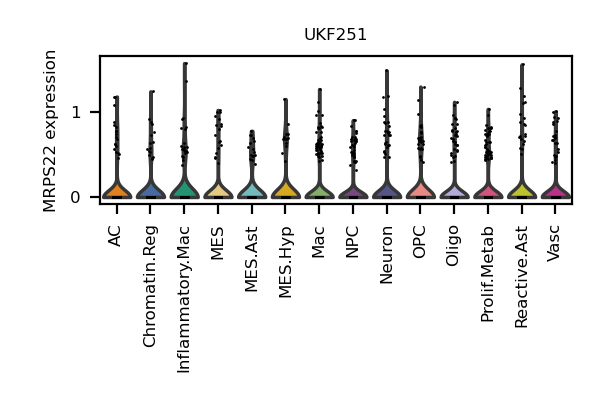 UKF251
MRPS22 expression
1
0
AC
Chromatin.Reg
Inflammatory.Mac
MES
MES.Ast
MES.Hyp
Mac
NPC
Neuron
OPC
Oligo
Prolif.Metab
Reactive.Ast
Vasc